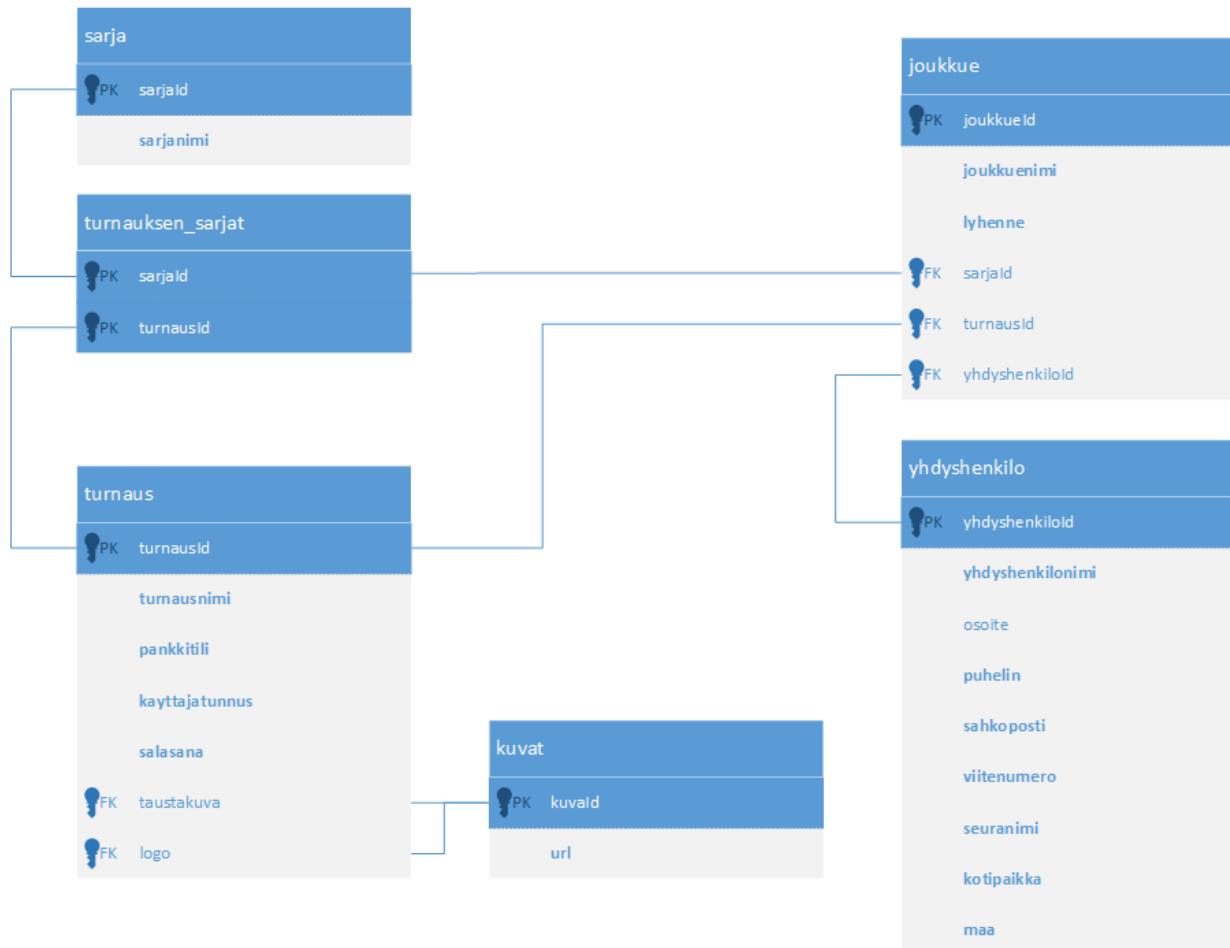 sarja
PK sarjaId
sarjanimi
turnauksen_sarjat
PK sarjaId
PK turnausId
turnaus
PK turnausId
turnausnimi
pankkitili
kayttajatunnus
salasana
FK taustakuva
FK logo
kuvat
PK kuvaId
url
joukkue
PK joukkueId
joukkuenimi
lyhenne
FK sarjaId
FK turnausId
FK yhdyshenkiloId
yhdyshenkilo
PK yhdyshenkiloId
yhdyshenkilonimi
osoite
puhelin
sahkoposti
viitenumero
seuranimi
kotipaikka
maa